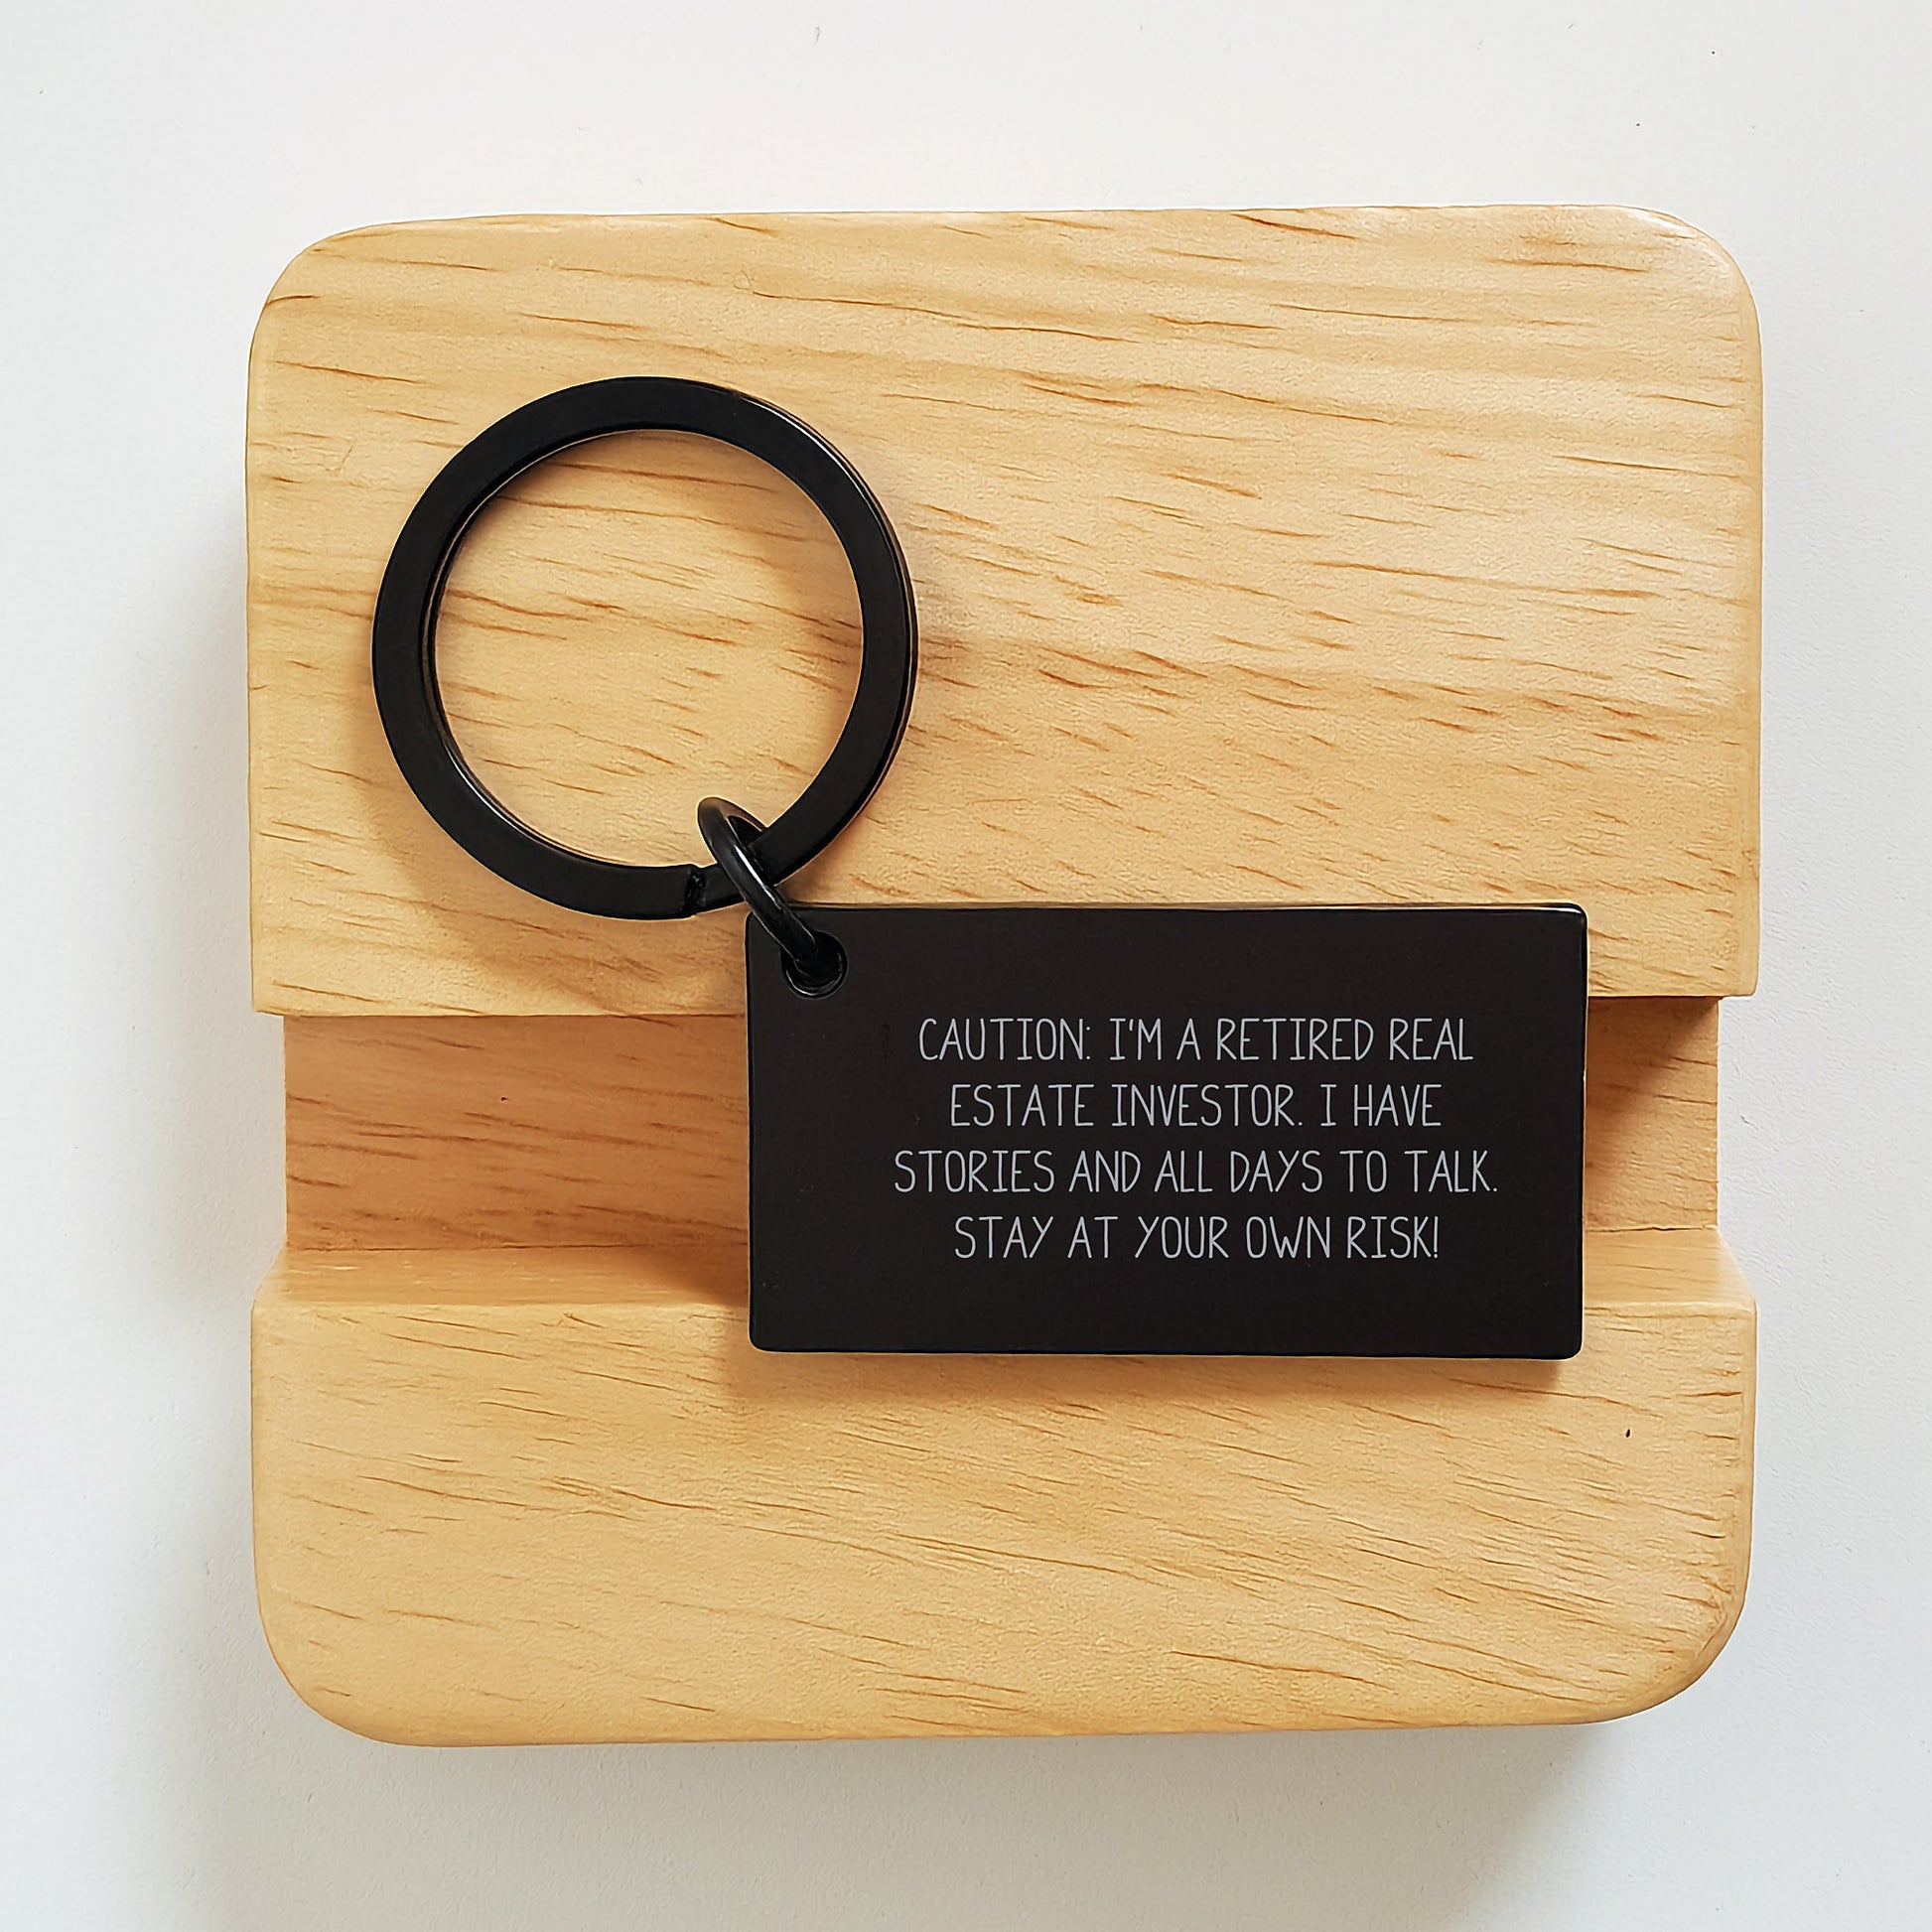 CAUTION: I'M A RETIRED REAL
ESTATE INVESTOR. I HAVE
STORIES AND ALL DAYS TO TALK.
STAY AT YOUR OWN RISK!